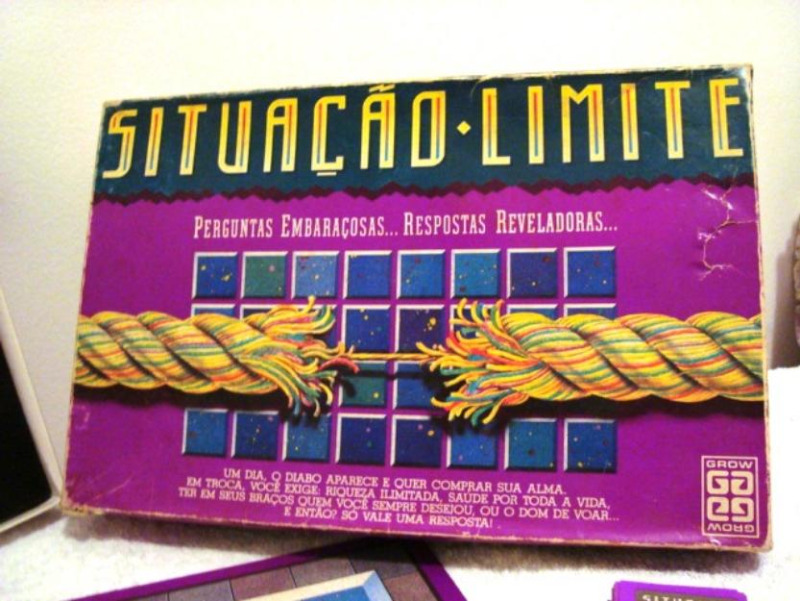 SITUAÇÃO · LIMITE
PERGUNTAS EMBARAÇOSAS... RESPOSTAS REVELADORAS...
UM DIA, O DIABO APARECE E QUER COMPRAR SUA ALMA.
EM TROCA, VOCÊ EXIGE: RIQUEZA ILIMITADA, SAÚDE POR TODA A VIDA,
TER EM SEUS BRAÇOS QUEM VOCÊ SEMPRE DESEJOU, OU O DOM DE VOAR...
E ENTÃO? SÓ VALE UMA RESPOSTA!
GROW
GROW